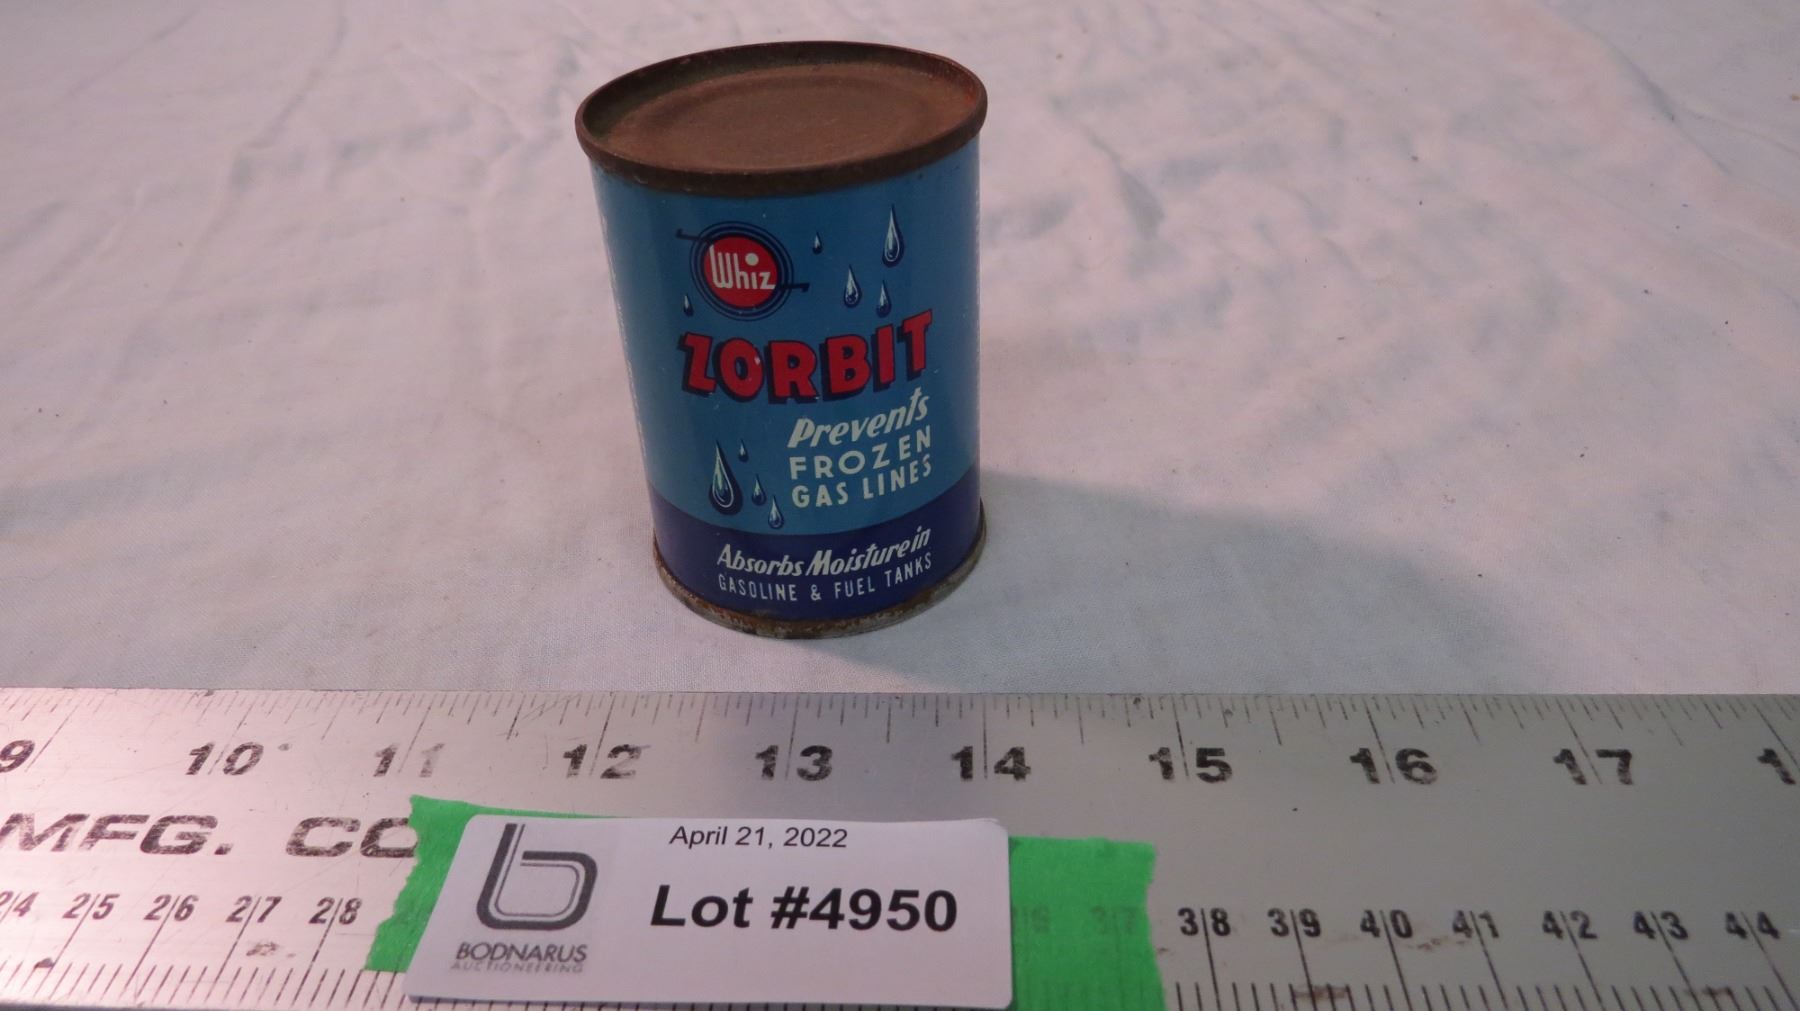 Whiz
ZORBIT
Prevents
FROZEN
GAS LINES
Absorbs Moisture in
GASOLINE & FUEL TANKS
9 10 11 12 13 14 15 16 17
MFG. CO
April 21, 2022
Lot #4950
BODNARUS
AUCTIONEERING
24 25 26 27 28 37 38 39 40 41 42 43 44